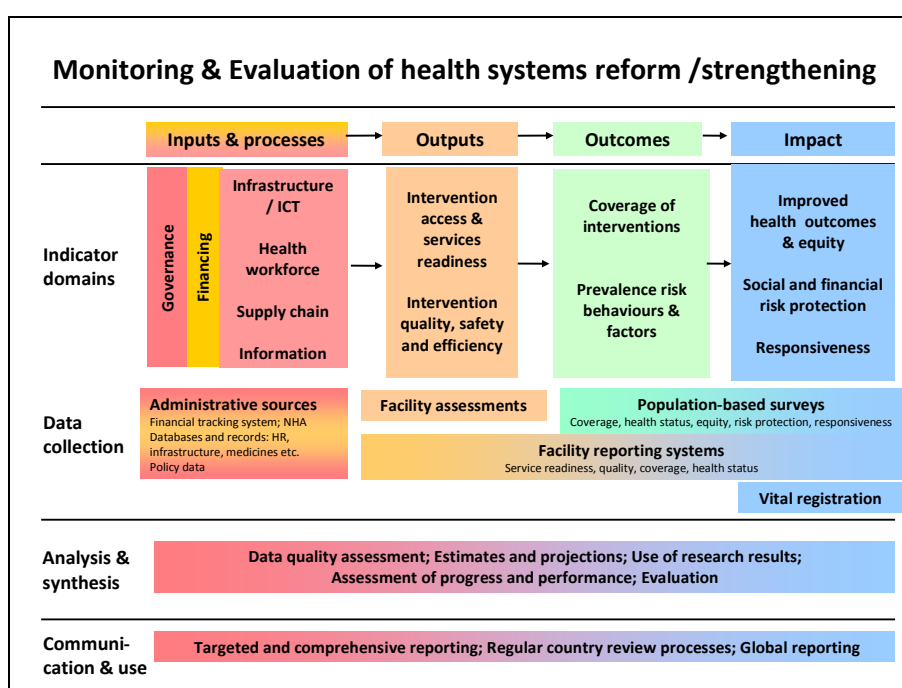 Monitoring & Evaluation of health systems reform /strengthening
Inputs & processes
Outputs
Outcomes
Impact
Indicator
domains
Governance
Financing
Infrastructure
/ ICT
Health
workforce
Supply chain
Information
Intervention
access &
services
readiness
Intervention
quality, safety
and efficiency
Coverage of
interventions
Prevalence risk
behaviours &
factors
Improved
health outcomes
& equity
Social and financial
risk protection
Responsiveness
Data
collection
Administrative sources
Financial tracking system; NHA
Databases and records: HR,
infrastructure, medicines etc.
Policy data
Facility assessments
Population-based surveys
Coverage, health status, equity, risk protection, responsiveness
Facility reporting systems
Service readiness, quality, coverage, health status
Vital registration
Analysis &
synthesis
Data quality assessment; Estimates and projections; Use of research results;
Assessment of progress and performance; Evaluation
Communi-
cation & use
Targeted and comprehensive reporting; Regular country review processes; Global reporting